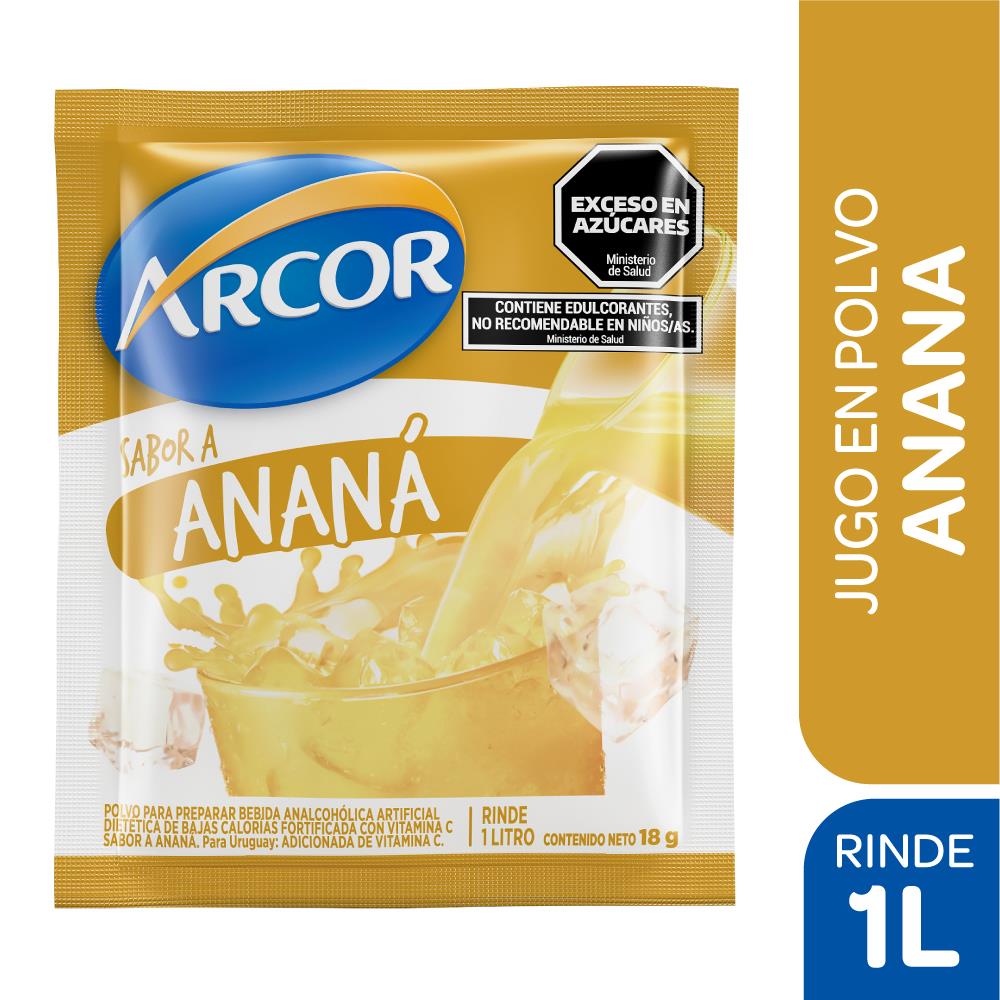 ARCOR
EXCESO EN
AZÚCARES
Ministerio
de Salud
CONTIENE EDULCORANTES,
NO RECOMENDABLE EN NIÑOS/AS.
Ministerio de Salud
SABOR A
ANANÁ
POLVO PARA PREPARAR BEBIDA ANALCOHÓLICA ARTIFICIAL
DIETÉTICA DE BAJAS CALORÍAS FORTIFICADA CON VITAMINA C
SABOR A ANANÁ. Para Uruguay: ADICIONADA DE VITAMINA C.
RINDE
1 LITRO
CONTENIDO NETO 18 g
JUGO EN POLVO
ANANA
RINDE
1L